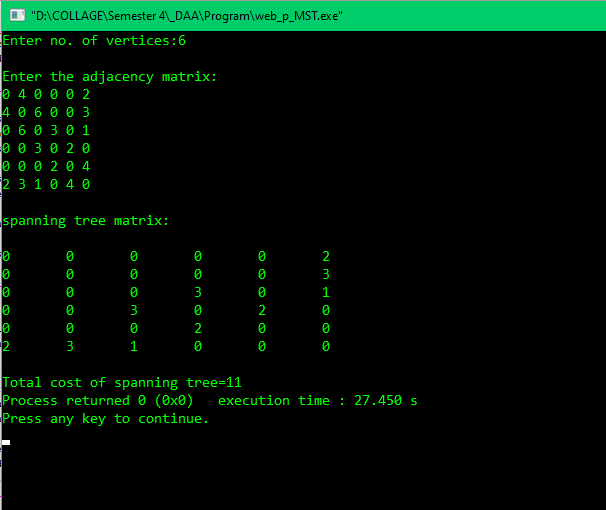 "D:\COLLAGE\Semester 4\_DAA\Program\web_p_MST.exe"
Enter no. of vertices:6
Enter the adjacency matrix:
0 4 0 0 0 2
4 0 6 0 0 3
0 6 0 3 0 1
0 0 3 0 2 0
0 0 0 2 0 4
2 3 1 0 4 0
spanning tree matrix:
0 0 0 0 0 2
0 0 0 0 0 3
0 0 0 3 0 1
0 0 3 0 2 0
0 0 0 2 0 0
2 3 1 0 0 0
Total cost of spanning tree=11
Process returned 0 (0x0)   execution time : 27.450 s
Press any key to continue.